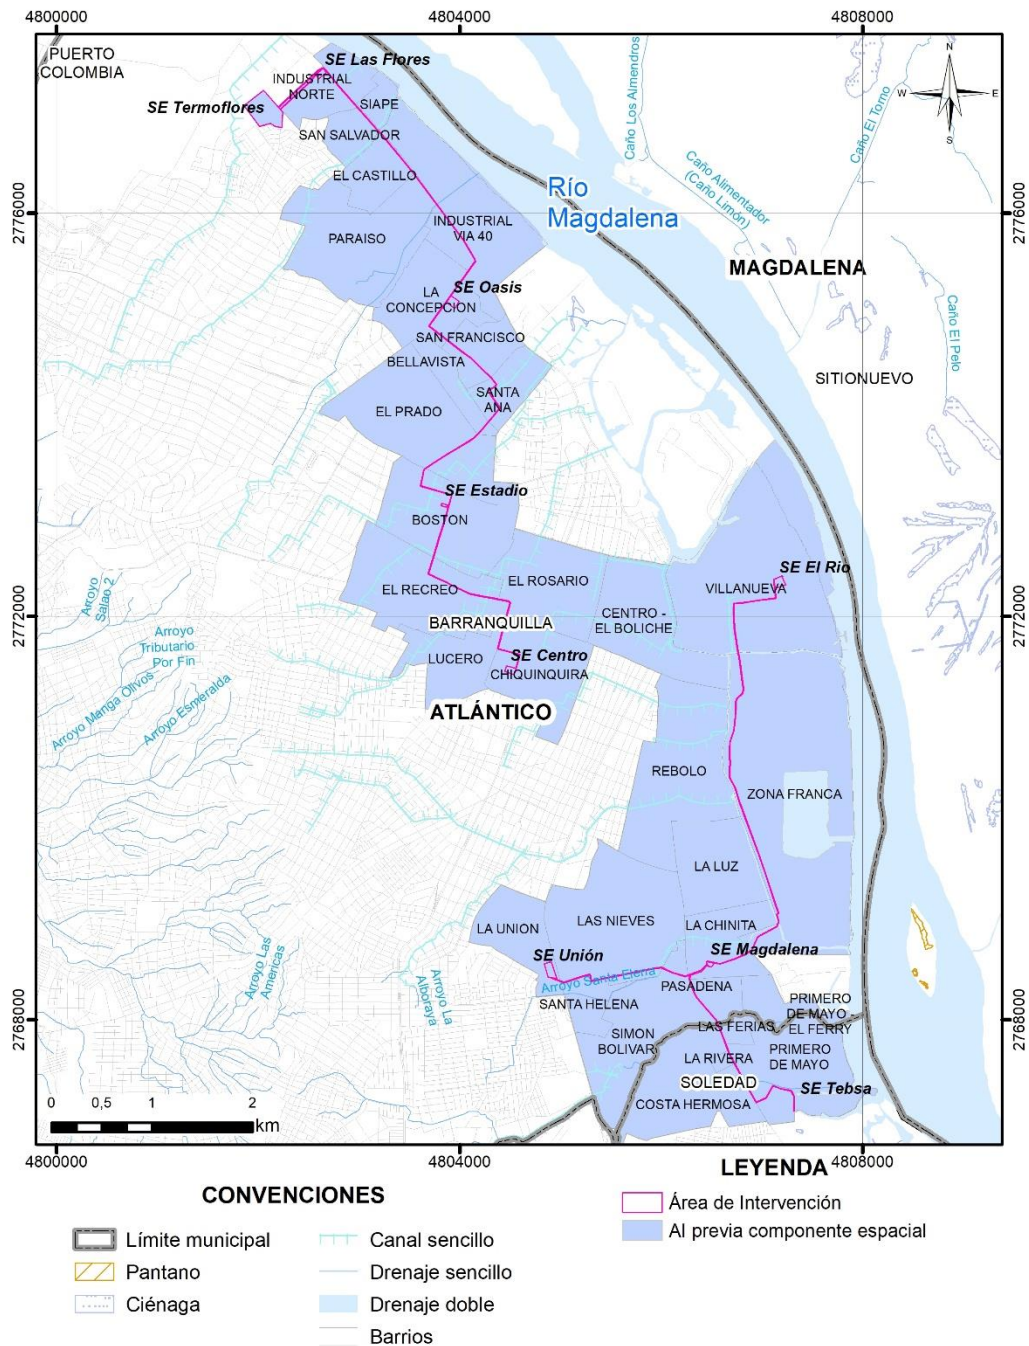 4800000
4804000
4808000
PUERTO
COLOMBIA
SE Las Flores
INDUSTRIAL
NORTE
SE Termoflores
SIAPE
SAN SALVADOR
EL CASTILLO
Caño Los Almendros
Caño El Torno
Caño Alimentador
(Caño Limón)
N
W
E
S
2776000
2776000
Río
Magdalena
PARAISO
INDUSTRIAL
VIA 40
MAGDALENA
LA
CONCEPCION
SE Oasis
Caño El Pelo
SAN FRANCISCO
BELLAVISTA
SITIONUEVO
SANTA
ANA
EL PRADO
SE Estadio
BOSTON
SE El Rio
EL ROSARIO
VILLANUEVA
EL RECREO
Arroyo
Salao 2
2772000
2772000
BARRANQUILLA
CENTRO -
EL BOLICHE
Arroyo
Tributario
Por Fin
LUCERO
SE Centro
CHIQUINQUIRA
Arroyo Manga Olivos
Arroyo Esmeralda
ATLÁNTICO
REBOLO
ZONA FRANCA
LA LUZ
LA UNION
LAS NIEVES
LA CHINITA
SE Unión
SE Magdalena
Arroyo Las
Americas
Arroyo La
Alboraya
Arroyo Santa Elena
PASADENA
SANTA HELENA
PRIMERO
DE MAYO
EL FERRY
2768000
2768000
SIMON
BOLIVAR
LAS FERIAS
LA RIVERA
PRIMERO
DE MAYO
SOLEDAD
SE Tebsa
COSTA HERMOSA
0 0,5 1 2
km
4800000
4804000
4808000
LEYENDA
Área de Intervención
AI previa componente espacial
CONVENCIONES
Límite municipal
Pantano
Ciénaga
Canal sencillo
Drenaje sencillo
Drenaje doble
Barrios